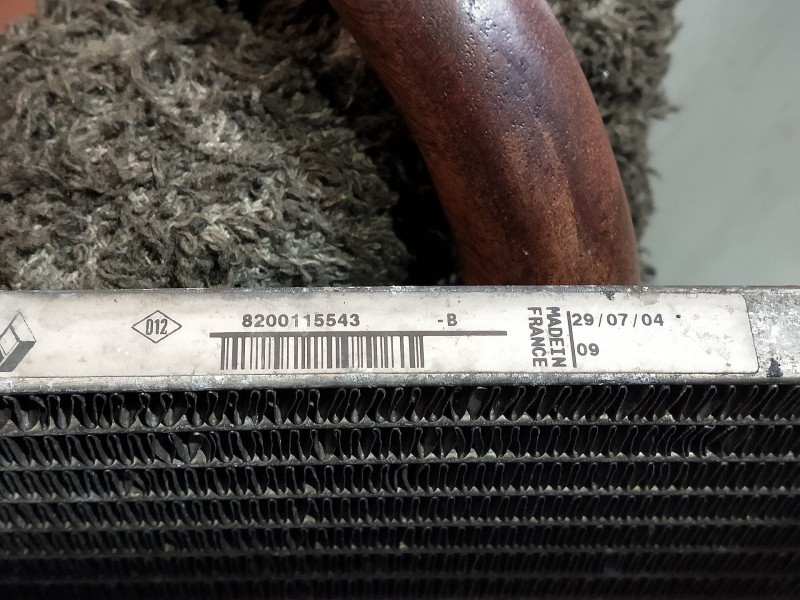 D12
8200115543 -B
MADE IN
FRANCE
29/07/04
09